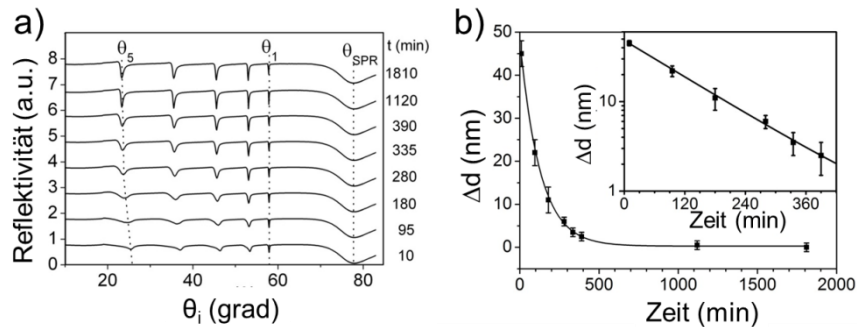 a)
θ5
θ1
θSPR
t (min)
8
7
6
5
4
3
2
1
0
1810
1120
390
335
280
180
95
10
Reflektivität (a.u.)
20 40 60 80
θi (grad)
b)
50
40
30
20
10
0
Δd (nm)
0 500 1000 1500 2000
Zeit (min)
10
1
Δd (nm)
0 120 240 360
Zeit (min)